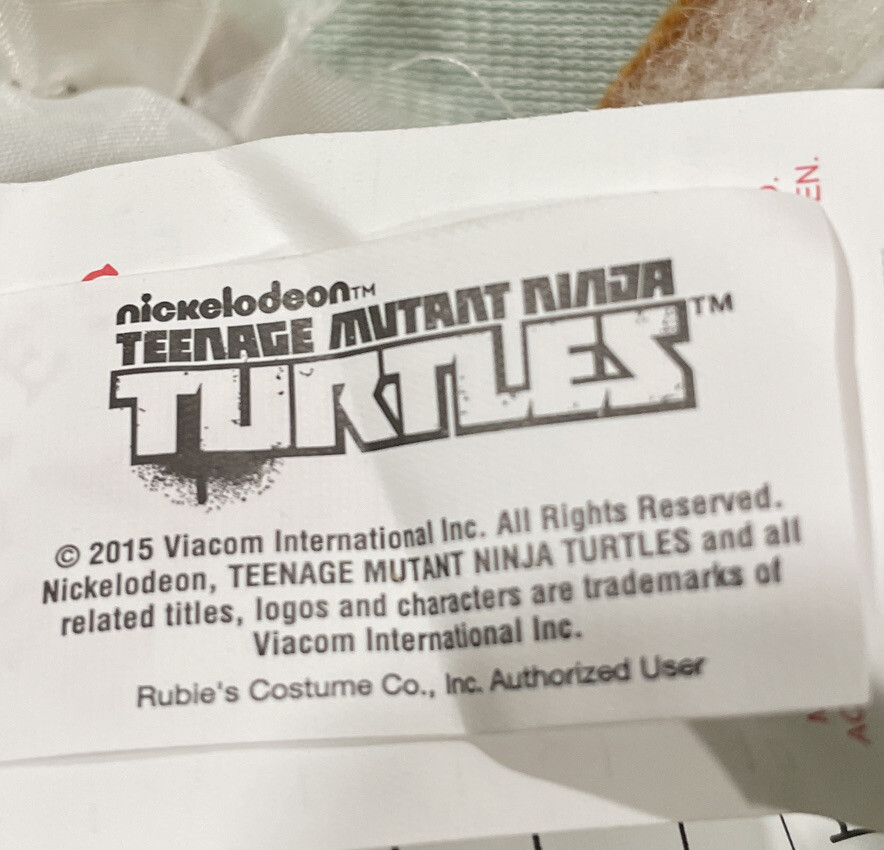 nickelodeon™
TEENAGE MUTANT NINJA
TURTLES™
© 2015 Viacom International Inc. All Rights Reserved.
Nickelodeon, TEENAGE MUTANT NINJA TURTLES and all
related titles, logos and characters are trademarks of
Viacom International Inc.
Rubie's Costume Co., Inc. Authorized User